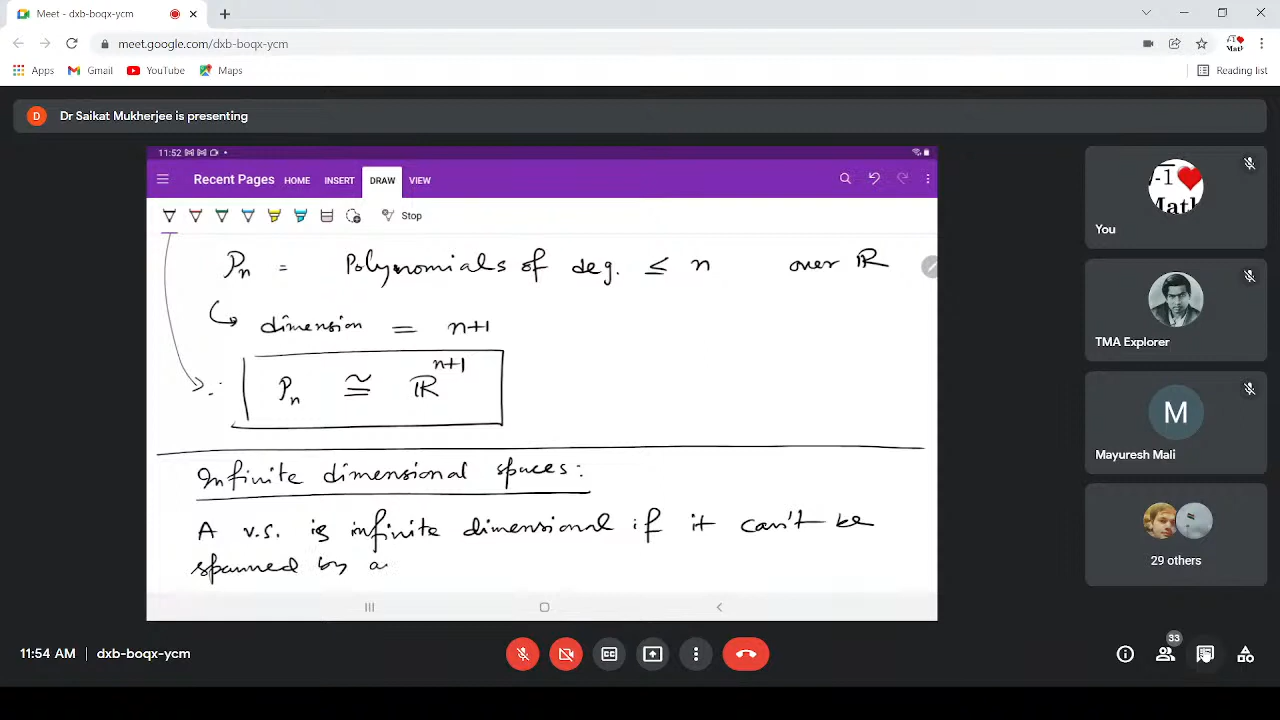 Meet - dxb-boqx-ycm
meet.google.com/dxb-boqx-ycm
Apps Gmail YouTube Maps Reading list
D Dr Saikat Mukherjee is presenting
11:52
Recent Pages HOME INSERT DRAW VIEW
Stop
Pn = Polynomials of deg. ≤ n over ℝ
↳ dimension = n+1
∴ Pn ≅ ℝ^{n+1}
Infinite dimensional spaces:
A v.s. is infinite dimensional if it can't be
spanned by a
√-1 Math
You
TMA Explorer
M
Mayuresh Mali
29 others
11:54 AM | dxb-boqx-ycm
33